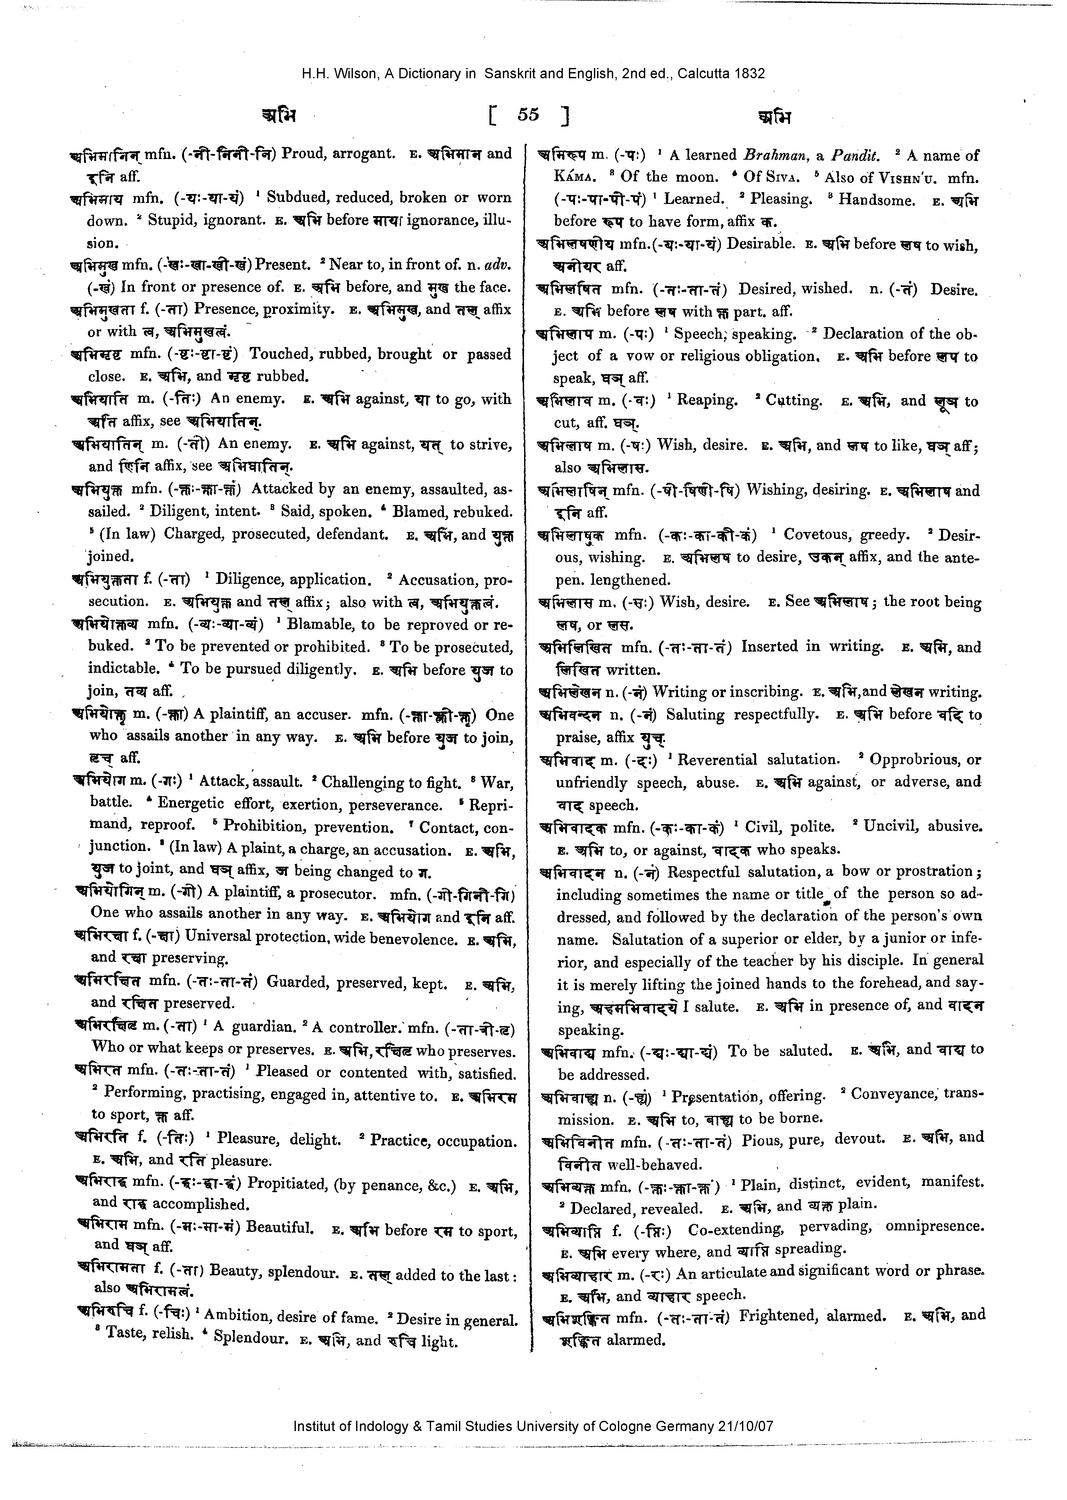 H.H. Wilson, A Dictionary in Sanskrit and English, 2nd ed., Calcutta 1832
अभि [ 55 ] अभि
अभिमानिन् mfn. (-नी-निनी-नि) Proud, arrogant. E. अभिमान and
इनि aff.
अभिमाय mfn. (-यः-या-यं) ¹ Subdued, reduced, broken or worn
down. ² Stupid, ignorant. E. अभि before माया ignorance, illu-
sion.
अभिमुख mfn. (-खः-खा-खी-खं) Present. ² Near to, in front of. n. adv.
(-खं) In front or presence of. E. अभि before, and मुख the face.
अभिमुखता f. (-ता) Presence, proximity. E. अभिमुख, and तल् affix
or with त्व, अभिमुखत्वं.
अभिमृष्ट mfn. (-ष्टः-ष्टा-ष्टं) Touched, rubbed, brought or passed
close. E. अभि, and मृष्ट rubbed.
अभियाति m. (-तिः) An enemy. E. अभि against, या to go, with
अति affix, see अभियातिन्.
अभियातिन् m. (-ती) An enemy. E. अभि against, यत् to strive,
and णिनि affix, see अभिघातिन्.
अभियुक्त mfn. (-क्तः-क्ता-क्तं) Attacked by an enemy, assaulted, as-
sailed. ² Diligent, intent. ³ Said, spoken. ⁴ Blamed, rebuked.
⁵ (In law) Charged, prosecuted, defendant. E. अभि, and युक्त
joined.
अभियुक्तता f. (-ता) ¹ Diligence, application. ² Accusation, pro-
secution. E. अभियुक्त and तल् affix; also with त्व, अभियुक्तत्वं.
अभियोक्तव्य mfn. (-व्यः-व्या-व्यं) ¹ Blamable, to be reproved or re-
buked. ² To be prevented or prohibited. ³ To be prosecuted,
indictable. ⁴ To be pursued diligently. E. अभि before युज to
join, तव्य aff.
अभियोक्तृ m. (-क्ता) A plaintiff, an accuser. mfn. (-क्ता-क्त्री-क्तृ) One
who assails another in any way. E. अभि before युज to join,
तृच् aff.
अभियोग m. (-गः) ¹ Attack, assault. ² Challenging to fight. ³ War,
battle. ⁴ Energetic effort, exertion, perseverance. ⁵ Repri-
mand, reproof. ⁶ Prohibition, prevention. ⁷ Contact, con-
junction. ⁸ (In law) A plaint, a charge, an accusation. E. अभि,
युज to joint, and घञ् affix, ज being changed to ग.
अभियोगिन् m. (-गी) A plaintiff, a prosecutor. mfn. (-गी-गिनी-गि)
One who assails another in any way. E. अभियोग and इनि aff.
अभिरक्षा f. (-क्षा) Universal protection, wide benevolence. E. अभि,
and रक्षा preserving.
अभिरक्षित mfn. (-तः-ता-तं) Guarded, preserved, kept. E. अभि,
and रक्षित preserved.
अभिरक्षितृ m. (-ता) ¹ A guardian. ² A controller. mfn. (-ता-त्री-तृ)
Who or what keeps or preserves. E. अभि, रक्षितृ who preserves.
अभिरत mfn. (-तः-ता-तं) ¹ Pleased or contented with, satisfied.
² Performing, practising, engaged in, attentive to. E. अभिरम
to sport, क्त aff.
अभिरति f. (-तिः) ¹ Pleasure, delight. ² Practice, occupation.
E. अभि, and रति pleasure.
अभिराद्ध mfn. (-द्धः-द्धा-द्धं) Propitiated, (by penance, &c.) E. अभि,
and राद्ध accomplished.
अभिराम mfn. (-मः-मा-मं) Beautiful. E. अभि before रम to sport,
and घञ् aff.
अभिरामता f. (-ता) Beauty, splendour. E. तल् added to the last:
also अभिरामत्वं.
अभिरुचि f. (-चिः) ¹ Ambition, desire of fame. ² Desire in general.
³ Taste, relish. ⁴ Splendour. E. अभि, and रुचि light.
अभिरूप m. (-पः) ¹ A learned Brahman, a Pandit. ² A name of
KÁMA. ³ Of the moon. ⁴ Of SIVA. ⁵ Also of VISHN'U. mfn.
(-पः-पा-पी-पं) ¹ Learned. ² Pleasing. ³ Handsome. E. अभि
before रूप to have form, affix क.
अभिलषणीय mfn.(-यः-या-यं) Desirable. E. अभि before लष to wish,
अनीयर aff.
अभिलषित mfn. (-तः-ता-तं) Desired, wished. n. (-तं) Desire.
E. अभि before लष with क्त part. aff.
अभिलाप m. (-पः) ¹ Speech, speaking. ² Declaration of the ob-
ject of a vow or religious obligation. E. अभि before लप to
speak, घञ् aff.
अभिलाव m. (-वः) ¹ Reaping. ² Cutting. E. अभि, and लूञ to
cut, aff. घञ्.
अभिलाष m. (-षः) Wish, desire. E. अभि, and लष to like, घञ् aff;
also अभिलास.
अभिलाषिन् mfn. (-षी-षिणी-षि) Wishing, desiring. E. अभिलाष and
इनि aff.
अभिलाषुक mfn. (-कः-का-की-कं) ¹ Covetous, greedy. ² Desir-
ous, wishing. E. अभिलष to desire, उकन् affix, and the ante-
pen. lengthened.
अभिलास m. (-सः) Wish, desire. E. See अभिलाष; the root being
लष, or लस.
अभिलिखित mfn. (-तः-ता-तं) Inserted in writing. E. अभि, and
लिखित written.
अभिलेखन n. (-नं) Writing or inscribing. E. अभि,and लेखन writing.
अभिवन्दन n. (-नं) Saluting respectfully. E. अभि before वदि to
praise, affix युच्.
अभिवाद m. (-दः) ¹ Reverential salutation. ² Opprobrious, or
unfriendly speech, abuse. E. अभि against, or adverse, and
वाद speech.
अभिवादक mfn. (-कः-का-कं) ¹ Civil, polite. ² Uncivil, abusive.
E. अभि to, or against, वादक who speaks.
अभिवादन n. (-नं) Respectful salutation, a bow or prostration;
including sometimes the name or title of the person so ad-
dressed, and followed by the declaration of the person's own
name. Salutation of a superior or elder, by a junior or infe-
rior, and especially of the teacher by his disciple. In general
it is merely lifting the joined hands to the forehead, and say-
ing, अहमभिवादये I salute. E. अभि in presence of, and वादन
speaking.
अभिवाद्य mfn. (-द्यः-द्या-द्यं) To be saluted. E. अभि, and वाद्य to
be addressed.
अभिवाह्य n. (-ह्यं) ¹ Presentation, offering. ² Conveyance, trans-
mission. E. अभि to, वाह्य to be borne.
अभिविनीत mfn. (-तः-ता-तं) Pious, pure, devout. E. अभि, and
विनीत well-behaved.
अभिव्यक्त mfn. (-क्तः-क्ता-क्तं) ¹ Plain, distinct, evident, manifest.
² Declared, revealed. E. अभि, and व्यक्त plain.
अभिव्याप्ति f. (-प्तिः) Co-extending, pervading, omnipresence.
E. अभि every where, and व्याप्ति spreading.
अभिव्याहार m. (-रः) An articulate and significant word or phrase.
E. अभि, and व्याहार speech.
अभिशङ्कित mfn. (-तः-ता-तं) Frightened, alarmed. E. अभि, and
शङ्कित alarmed.
Institut of Indology & Tamil Studies University of Cologne Germany 21/10/07